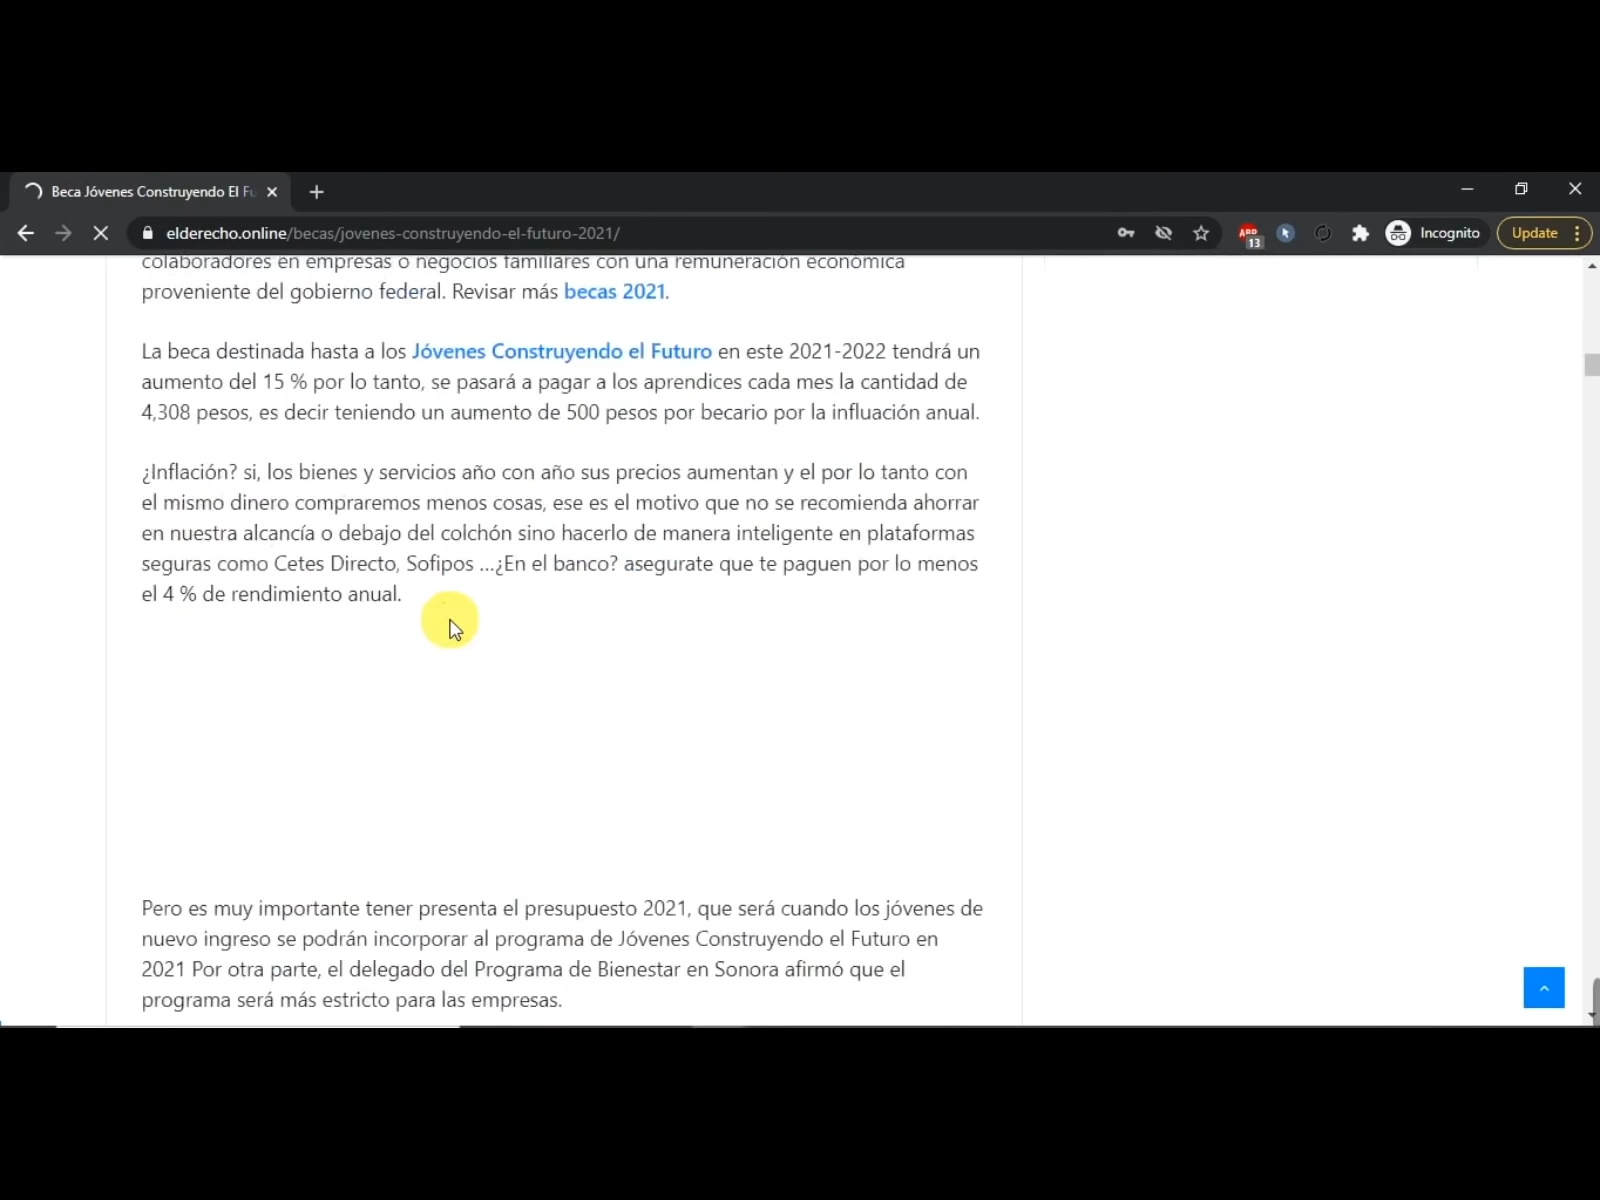 Beca Jóvenes Construyendo El Fu
elderecho.online/becas/jovenes-construyendo-el-futuro-2021/
ABP
13
Incognito
Update
colaboradores en empresas o negocios familiares con una remuneración económica
proveniente del gobierno federal. Revisar más becas 2021.
La beca destinada hasta a los Jóvenes Construyendo el Futuro en este 2021-2022 tendrá un
aumento del 15 % por lo tanto, se pasará a pagar a los aprendices cada mes la cantidad de
4,308 pesos, es decir teniendo un aumento de 500 pesos por becario por la influación anual.
¿Inflación? si, los bienes y servicios año con año sus precios aumentan y el por lo tanto con
el mismo dinero compraremos menos cosas, ese es el motivo que no se recomienda ahorrar
en nuestra alcancía o debajo del colchón sino hacerlo de manera inteligente en plataformas
seguras como Cetes Directo, Sofipos ...¿En el banco? asegurate que te paguen por lo menos
el 4 % de rendimiento anual.
Pero es muy importante tener presenta el presupuesto 2021, que será cuando los jóvenes de
nuevo ingreso se podrán incorporar al programa de Jóvenes Construyendo el Futuro en
2021 Por otra parte, el delegado del Programa de Bienestar en Sonora afirmó que el
programa será más estricto para las empresas.